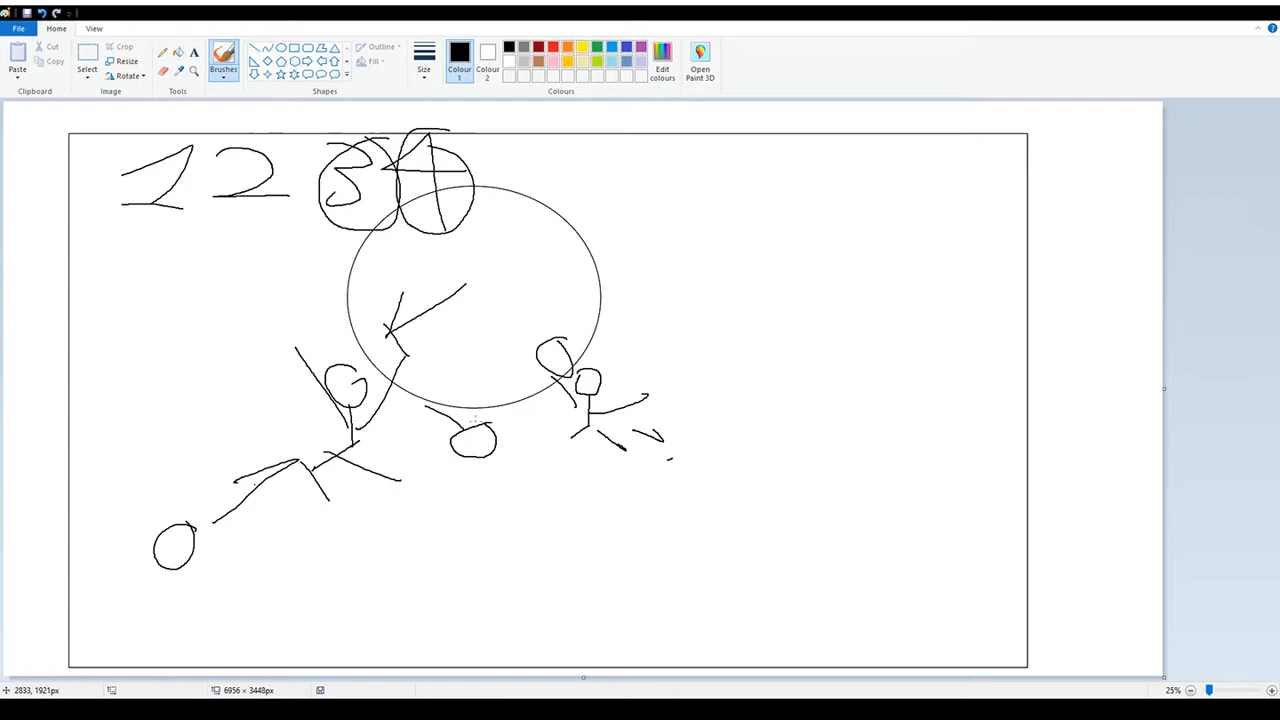 File Home View
Paste Cut Copy Clipboard
Select Crop Resize Rotate Image
A Tools
Brushes
Outline Fill Shapes
Size
Colour 1 Colour 2 Edit colours Colours
Open Paint 3D
1 2 3 4
2833, 1921px 6956 × 3448px 25%